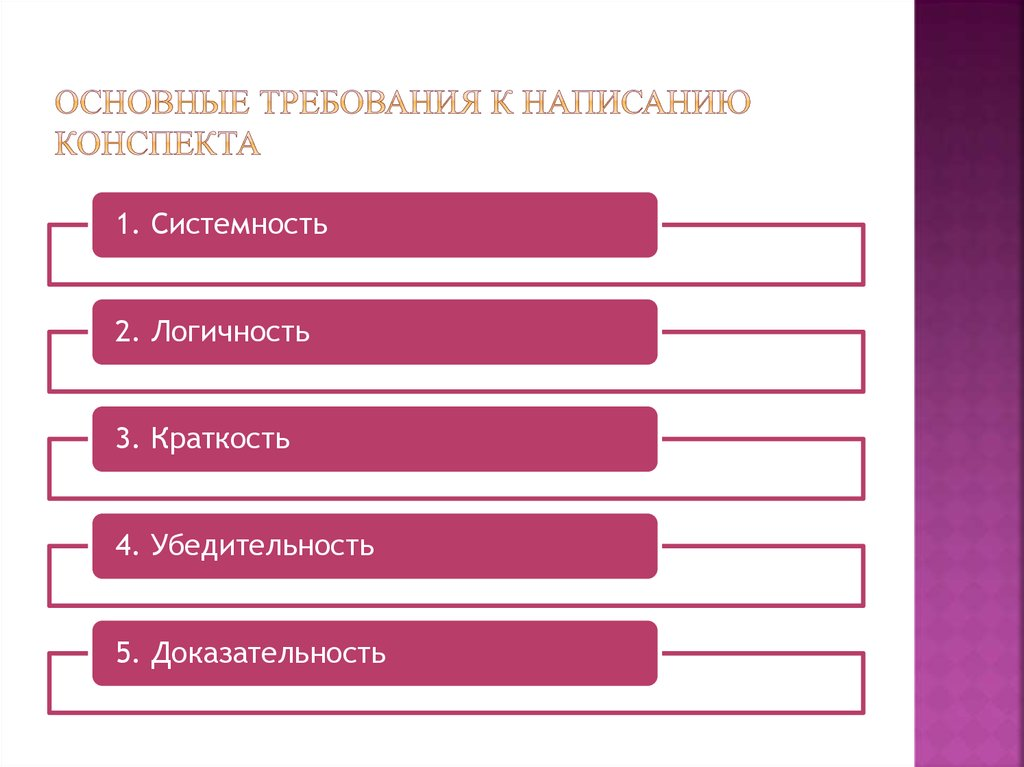 ОСНОВНЫЕ ТРЕБОВАНИЯ К НАПИСАНИЮ
КОНСПЕКТА
1. Системность
2. Логичность
3. Краткость
4. Убедительность
5. Доказательность